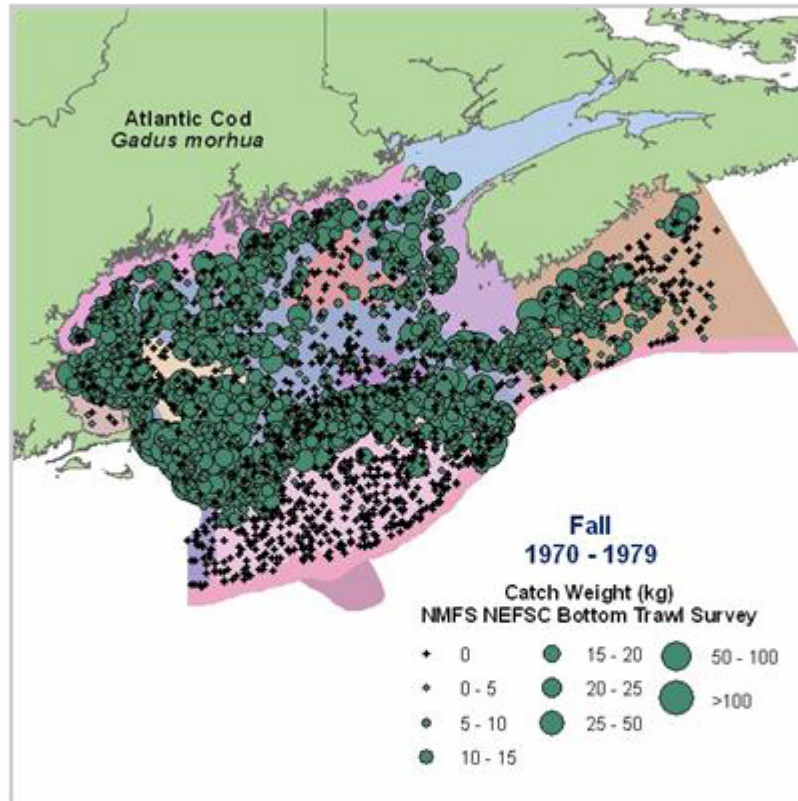 Atlantic Cod
Gadus morhua
Fall
1970 - 1979
Catch Weight (kg)
NMFS NEFSC Bottom Trawl Survey
0
0 - 5
5 - 10
10 - 15
15 - 20
20 - 25
25 - 50
50 - 100
>100